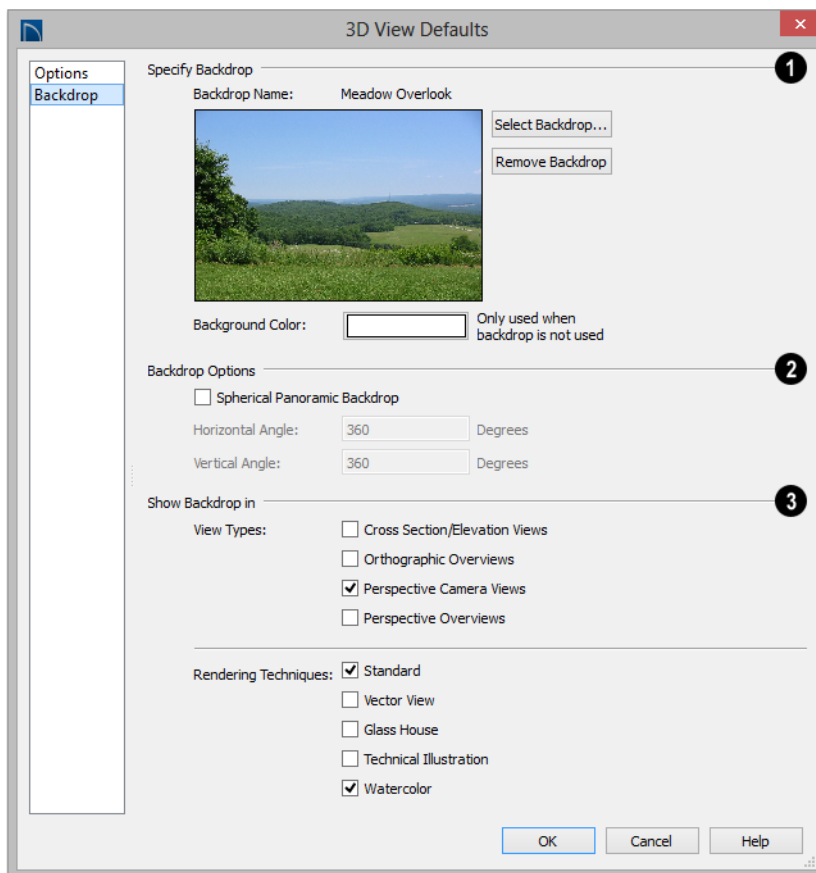 3D View Defaults
Options
Backdrop
Specify Backdrop
1
Backdrop Name: Meadow Overlook
Select Backdrop...
Remove Backdrop
Background Color:
Only used when
backdrop is not used
Backdrop Options
2
Spherical Panoramic Backdrop
Horizontal Angle: 360 Degrees
Vertical Angle: 360 Degrees
Show Backdrop in
3
View Types:
Cross Section/Elevation Views
Orthographic Overviews
Perspective Camera Views
Perspective Overviews
Rendering Techniques:
Standard
Vector View
Glass House
Technical Illustration
Watercolor
OK
Cancel
Help